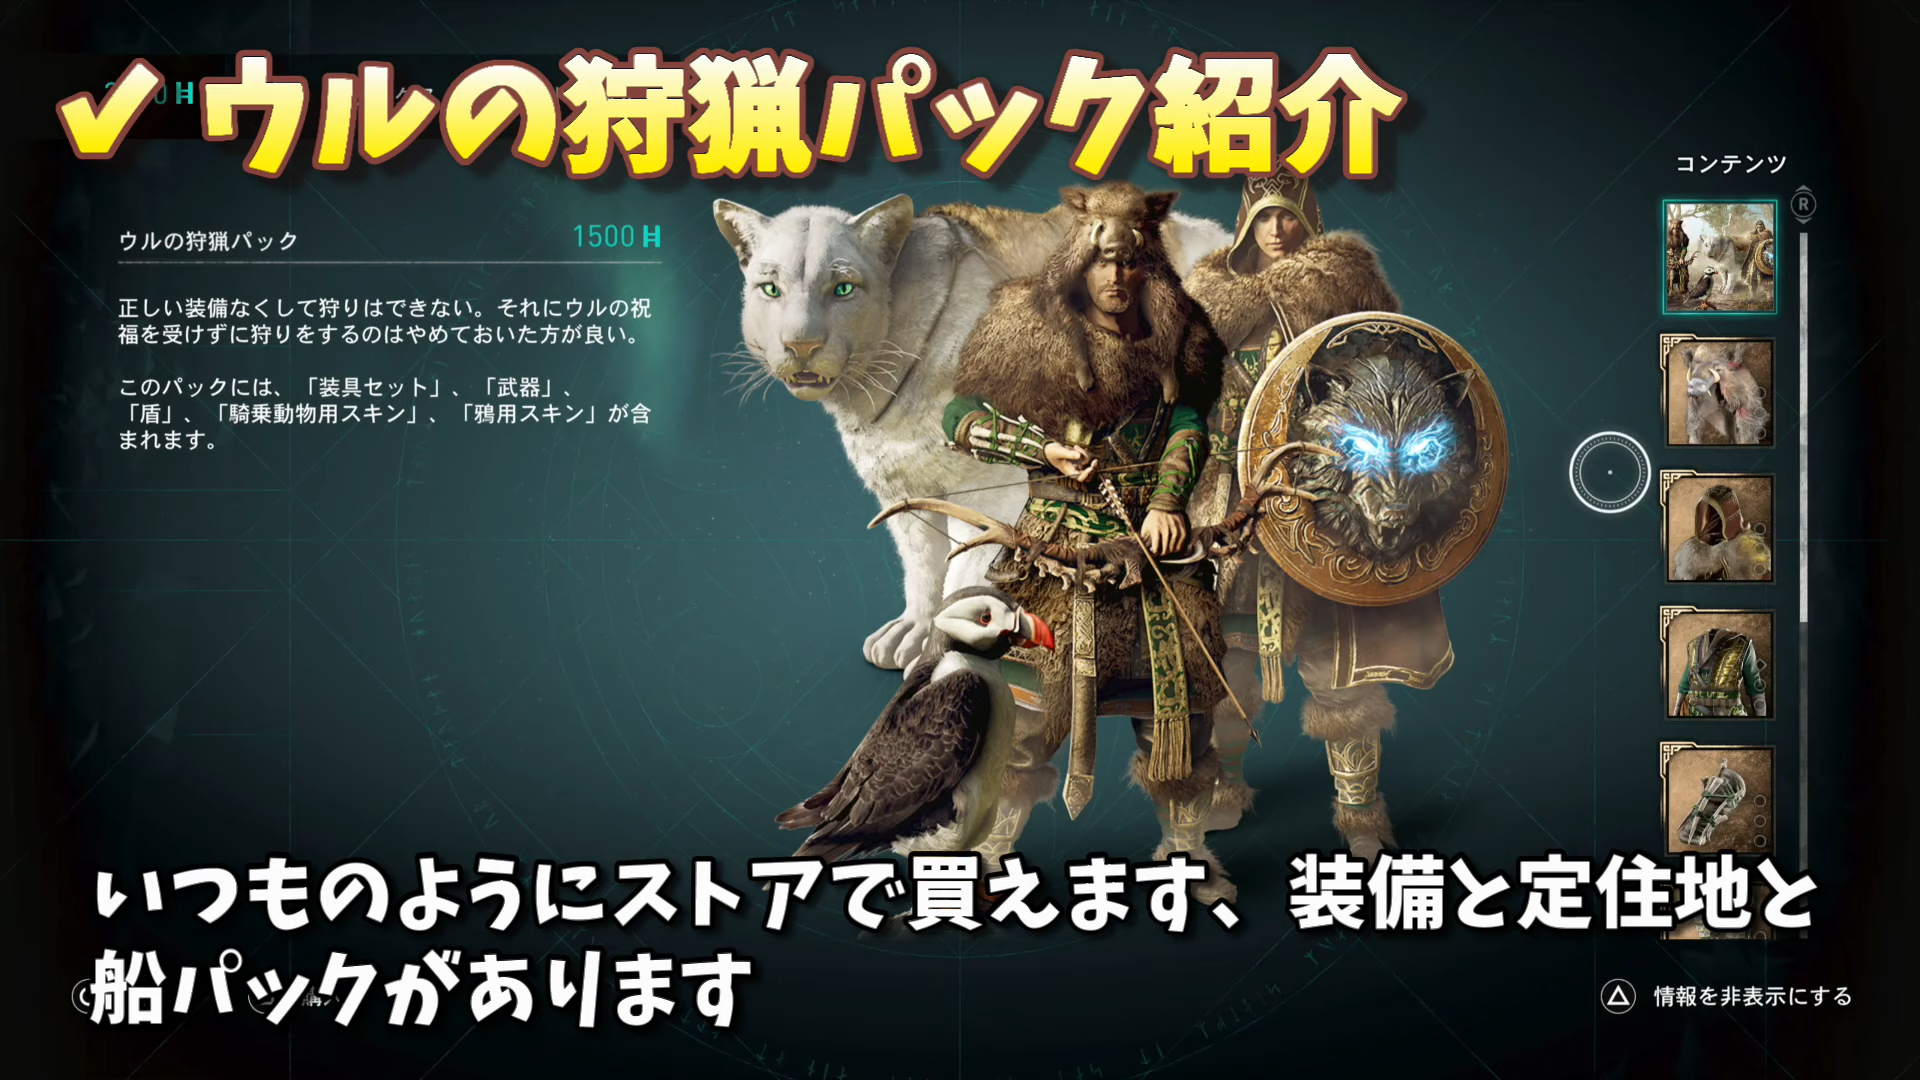 ✓ウルの狩猟パック紹介
コンテンツ
R
ウルの狩猟パック 1500
正しい装備なくして狩りはできない。それにウルの祝
福を受けずに狩りをするのはやめておいた方が良い。
このパックには、「装具セット」、「武器」、
「盾」、「騎乗動物用スキン」、「鴉用スキン」が含
まれます。
いつものようにストアで買えます、装備と定住地と
船パックがあります
情報を非表示にする